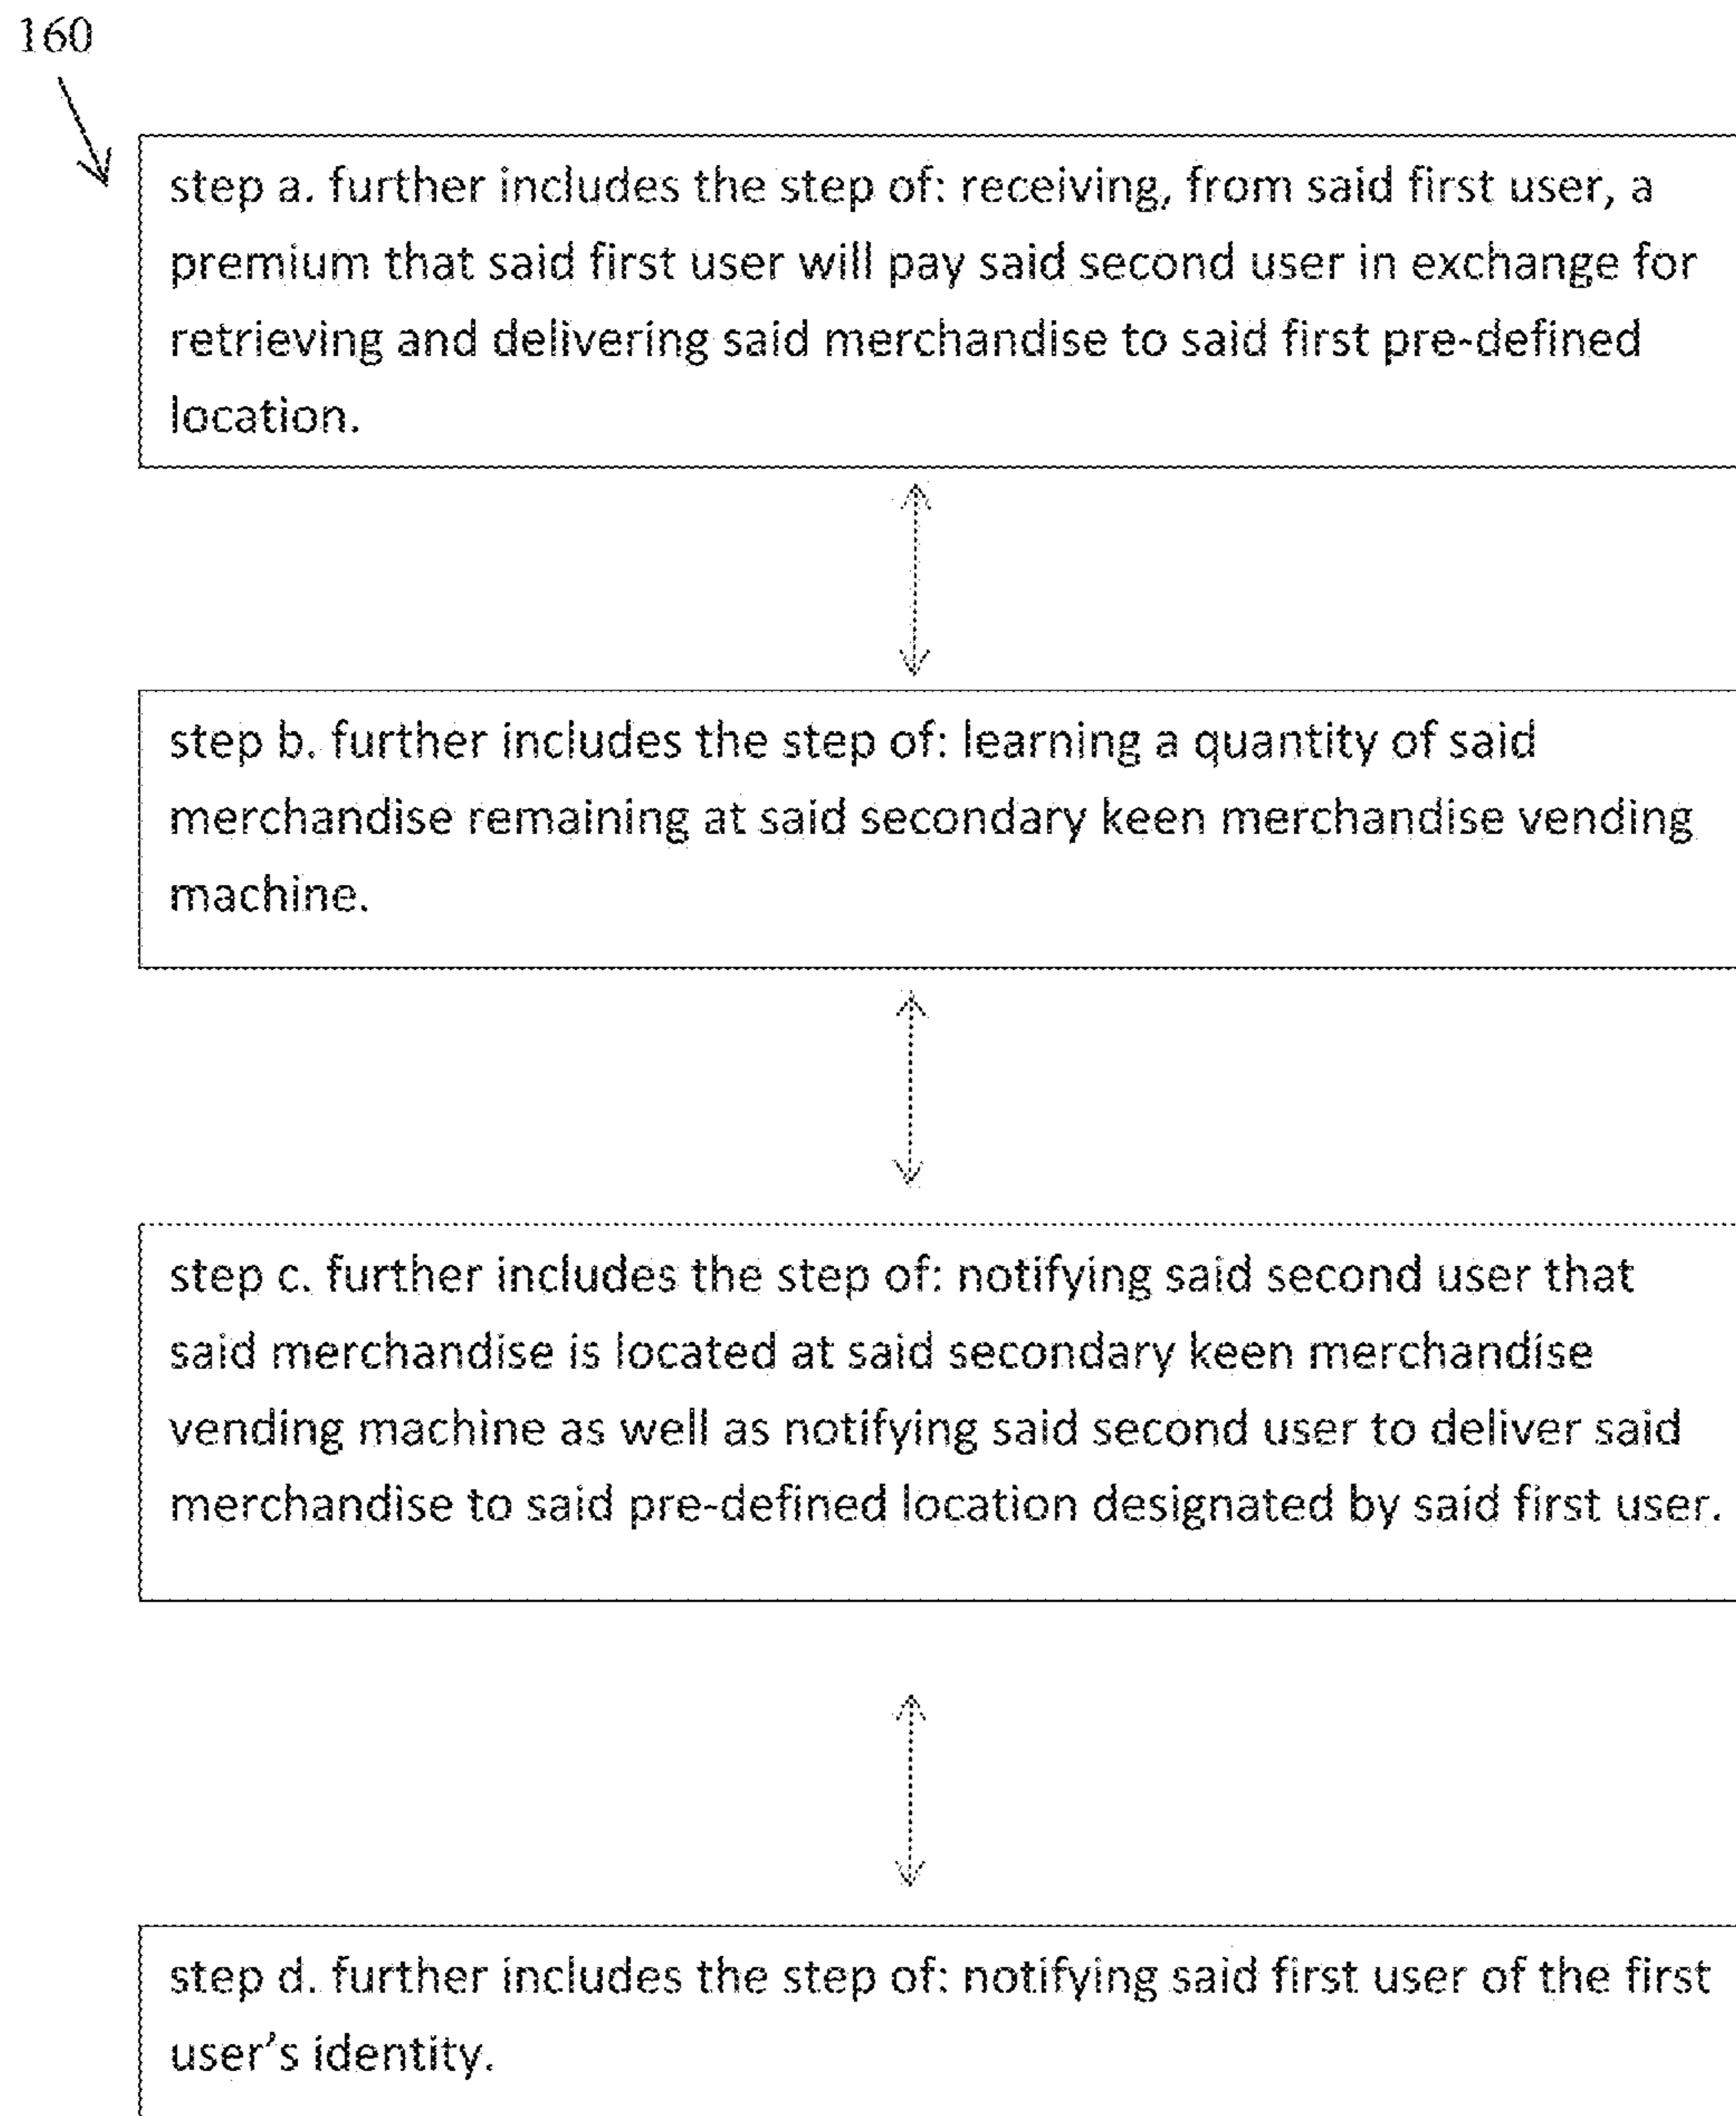 160
step a. further includes the step of: receiving, from said first user, a
premium that said first user will pay said second user in exchange for
retrieving and delivering said merchandise to said first pre-defined
location.
step b. further includes the step of: learning a quantity of said
merchandise remaining at said secondary keen merchandise vending
machine.
step c. further includes the step of: notifying said second user that
said merchandise is located at said secondary keen merchandise
vending machine as well as notifying said second user to deliver said
merchandise to said pre-defined location designated by said first user.
step d. further includes the step of: notifying said first user of the first
user's identity.